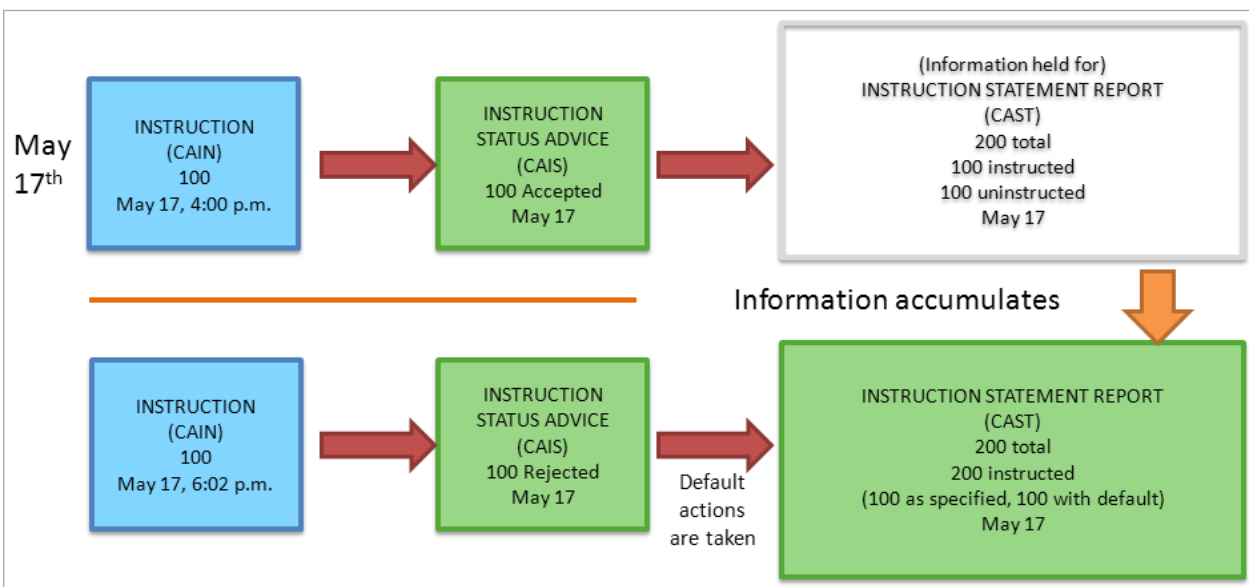 May
17th
INSTRUCTION
(CAIN)
100
May 17, 4:00 p.m.
INSTRUCTION
STATUS ADVICE
(CAIS)
100 Accepted
May 17
(Information held for)
INSTRUCTION STATEMENT REPORT
(CAST)
200 total
100 instructed
100 uninstructed
May 17
Information accumulates
INSTRUCTION
(CAIN)
100
May 17, 6:02 p.m.
INSTRUCTION
STATUS ADVICE
(CAIS)
100 Rejected
May 17
Default
actions
are taken
INSTRUCTION STATEMENT REPORT
(CAST)
200 total
200 instructed
(100 as specified, 100 with default)
May 17